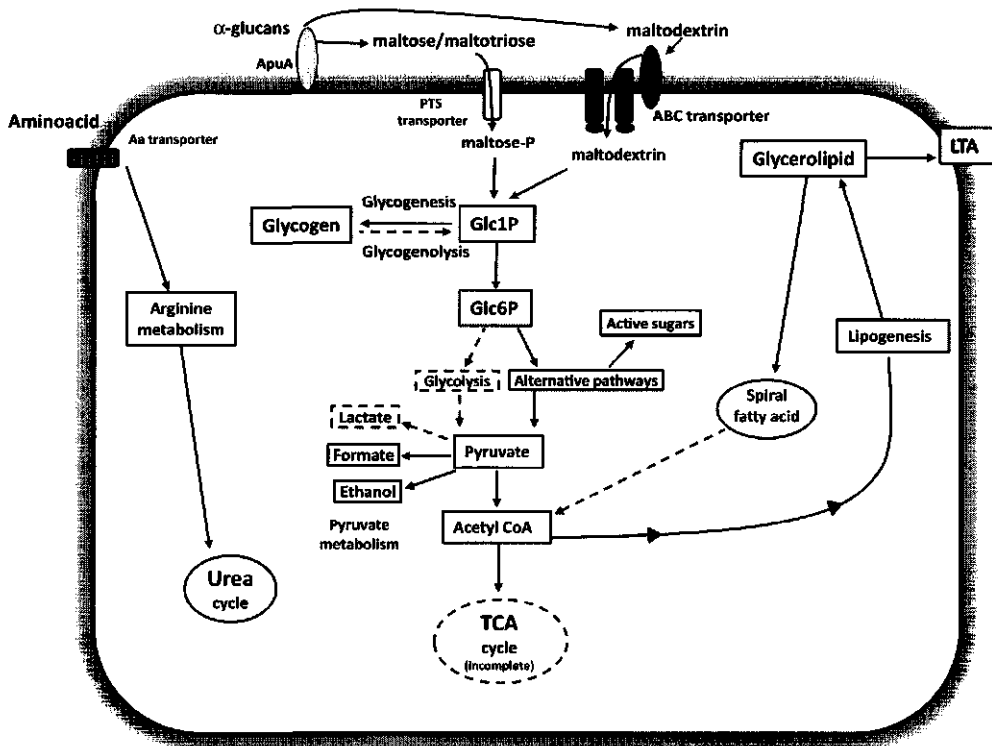 α-glucans
maltodextrin
maltose/maltotriose
ApuA
PTS
transporter
ABC transporter
Aminoacid
Aa transporter
maltose-P
maltodextrin
Glycerolipid
LTA
Glycogenesis
Glycogen
Glc1P
Glycogenolysis
Glc6P
Arginine
metabolism
Active sugars
Lipogenesis
Glycolysis
Alternative pathways
Spiral
fatty acid
Lactate
Pyruvate
Formate
Ethanol
Pyruvate
metabolism
Acetyl CoA
Urea
cycle
TCA
cycle
(incomplete)